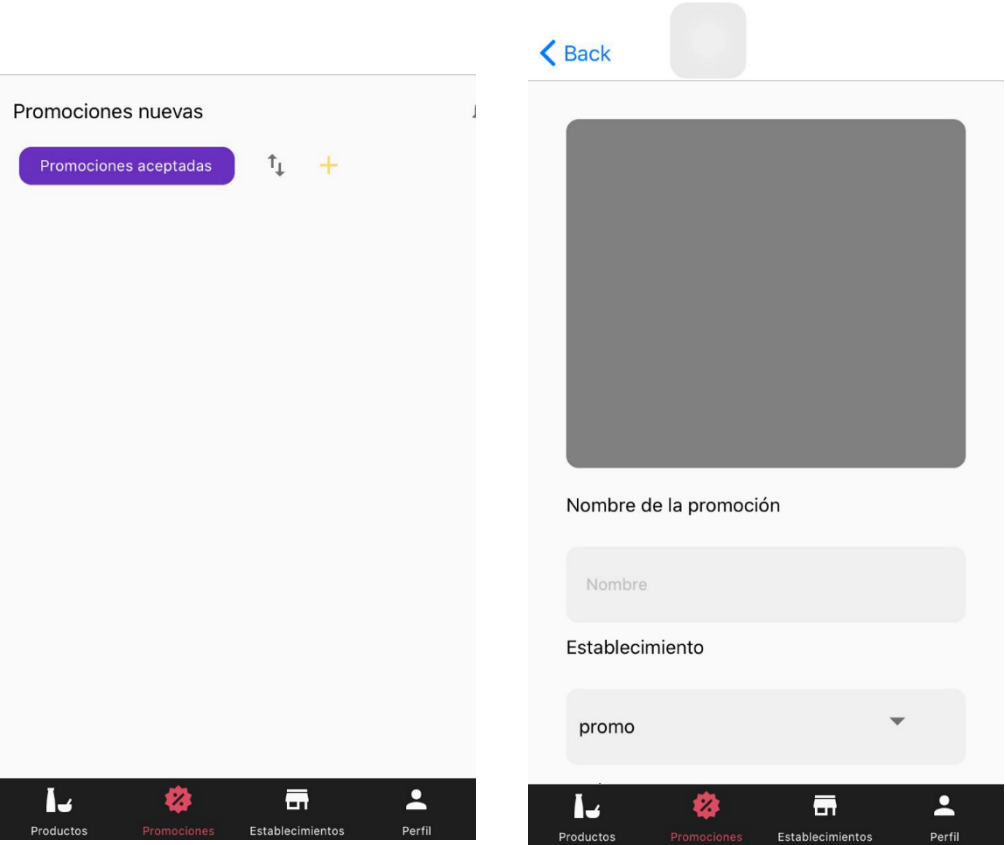 Promociones nuevas
Promociones aceptadas
Productos
Promociones
Establecimientos
Perfil
Back
Nombre de la promoción
Nombre
Establecimiento
promo
Productos
Promociones
Establecimientos
Perfil